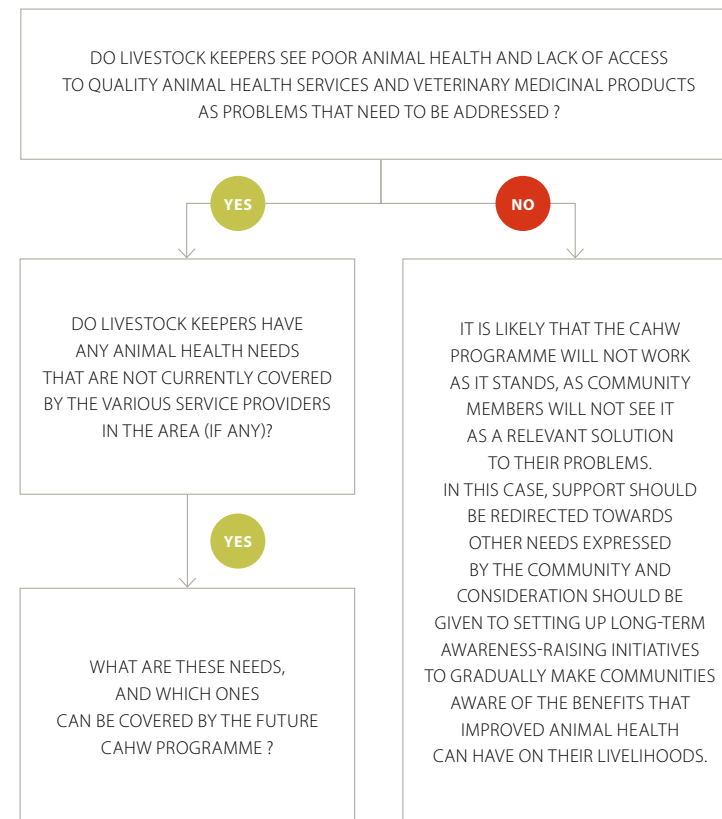 DO LIVESTOCK KEEPERS SEE POOR ANIMAL HEALTH AND LACK OF ACCESS
TO QUALITY ANIMAL HEALTH SERVICES AND VETERINARY MEDICINAL PRODUCTS
AS PROBLEMS THAT NEED TO BE ADDRESSED ?
YES
NO
DO LIVESTOCK KEEPERS HAVE
ANY ANIMAL HEALTH NEEDS
THAT ARE NOT CURRENTLY COVERED
BY THE VARIOUS SERVICE PROVIDERS
IN THE AREA (IF ANY)?
YES
WHAT ARE THESE NEEDS,
AND WHICH ONES
CAN BE COVERED BY THE FUTURE
CAHW PROGRAMME ?
IT IS LIKELY THAT THE CAHW
PROGRAMME WILL NOT WORK
AS IT STANDS, AS COMMUNITY
MEMBERS WILL NOT SEE IT
AS A RELEVANT SOLUTION
TO THEIR PROBLEMS.
IN THIS CASE, SUPPORT SHOULD
BE REDIRECTED TOWARDS
OTHER NEEDS EXPRESSED
BY THE COMMUNITY AND
CONSIDERATION SHOULD BE
GIVEN TO SETTING UP LONG-TERM
AWARENESS-RAISING INITIATIVES
TO GRADUALLY MAKE COMMUNITIES
AWARE OF THE BENEFITS THAT
IMPROVED ANIMAL HEALTH
CAN HAVE ON THEIR LIVELIHOODS.